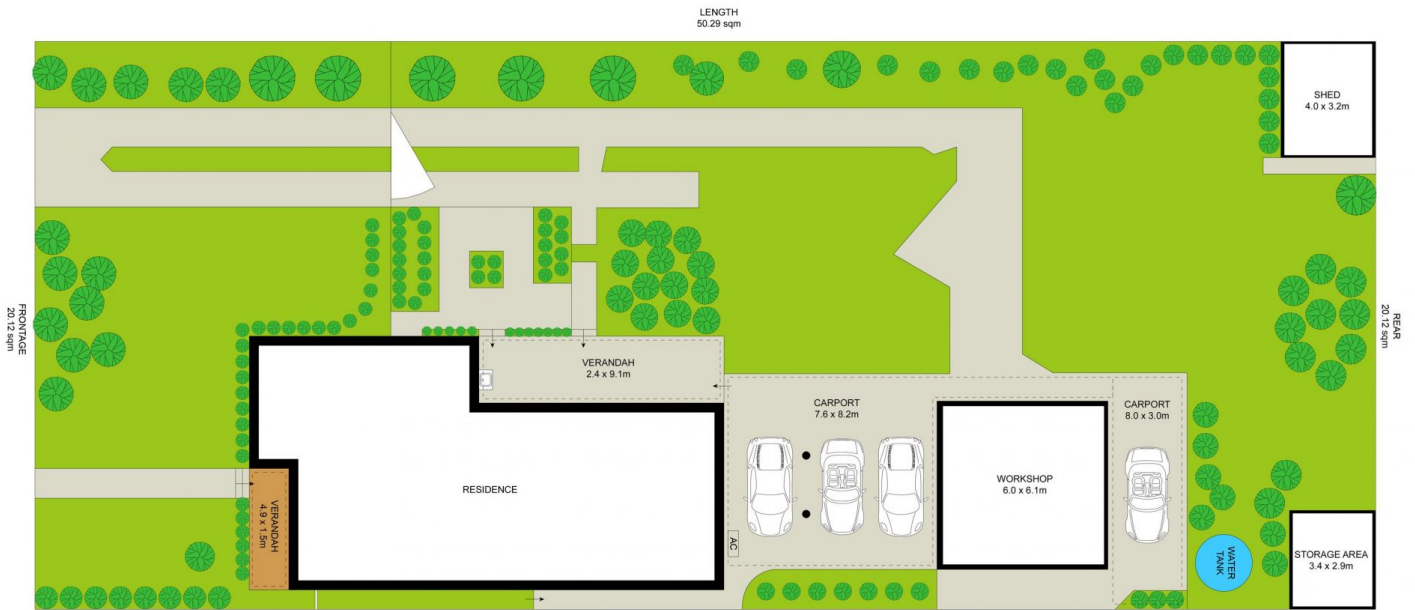 LENGTH
50.29 sqm
SHED
4.0 x 3.2m
FRONTAGE
20.12 sqm
REAR
20.12 sqm
VERANDAH
2.4 x 9.1m
CARPORT
7.6 x 8.2m
CARPORT
8.0 x 3.0m
RESIDENCE
WORKSHOP
6.0 x 6.1m
VERANDAH
4.9 x 1.5m
AC
WATER
TANK
STORAGE AREA
3.4 x 2.9m